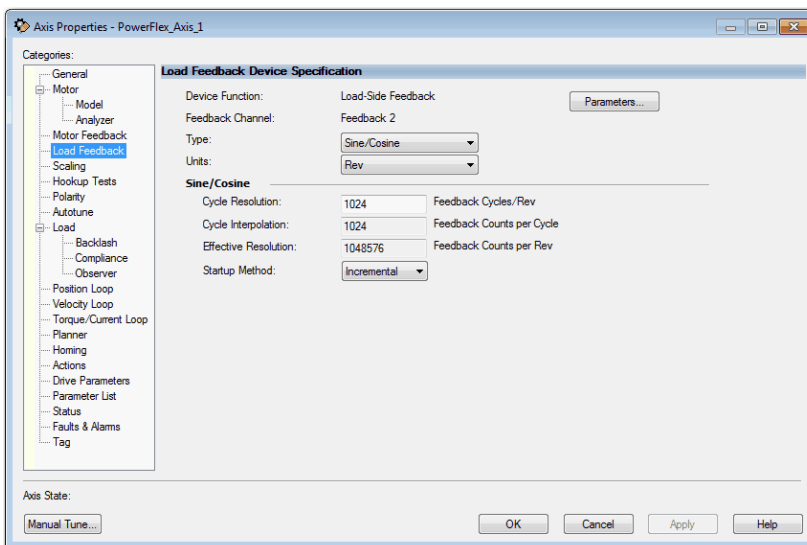 Axis Properties - PowerFlex_Axis_1
Categories:
General
Motor
Model
Analyzer
Motor Feedback
Load Feedback
Scaling
Hookup Tests
Polarity
Autotune
Load
Backlash
Compliance
Observer
Position Loop
Velocity Loop
Torque/Current Loop
Planner
Homing
Actions
Drive Parameters
Parameter List
Status
Faults & Alarms
Tag
Load Feedback Device Specification
Device Function: Load-Side Feedback Parameters...
Feedback Channel: Feedback 2
Type: Sine/Cosine
Units: Rev
Sine/Cosine
Cycle Resolution: 1024 Feedback Cycles/Rev
Cycle Interpolation: 1024 Feedback Counts per Cycle
Effective Resolution: 1048576 Feedback Counts per Rev
Startup Method: Incremental
Axis State:
Manual Tune... OK Cancel Apply Help